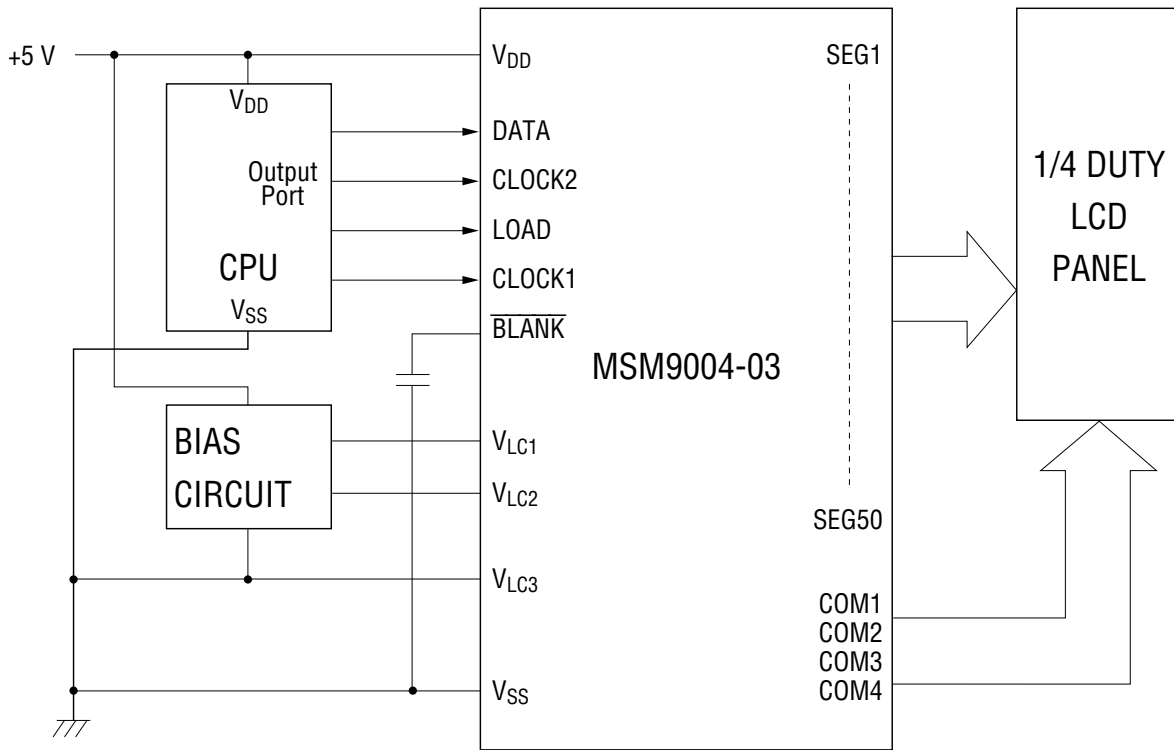 +5 V
VDD
Output
Port
CPU
VSS
BIAS
CIRCUIT
VDD
DATA
CLOCK2
LOAD
CLOCK1
BLANK
VLC1
VLC2
VLC3
VSS
MSM9004-03
SEG1
SEG50
COM1
COM2
COM3
COM4
1/4 DUTY
LCD
PANEL